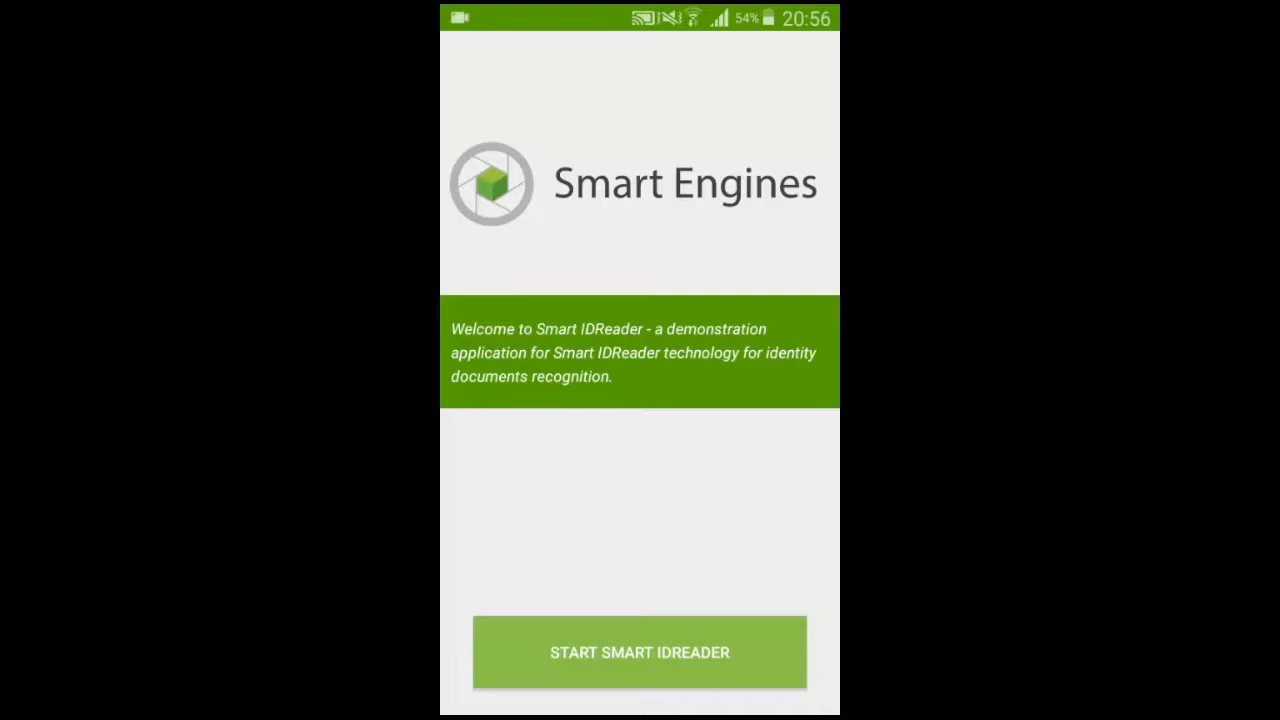 54% 20:56
Smart Engines
Welcome to Smart IDReader - a demonstration
application for Smart IDReader technology for identity
documents recognition.
START SMART IDREADER